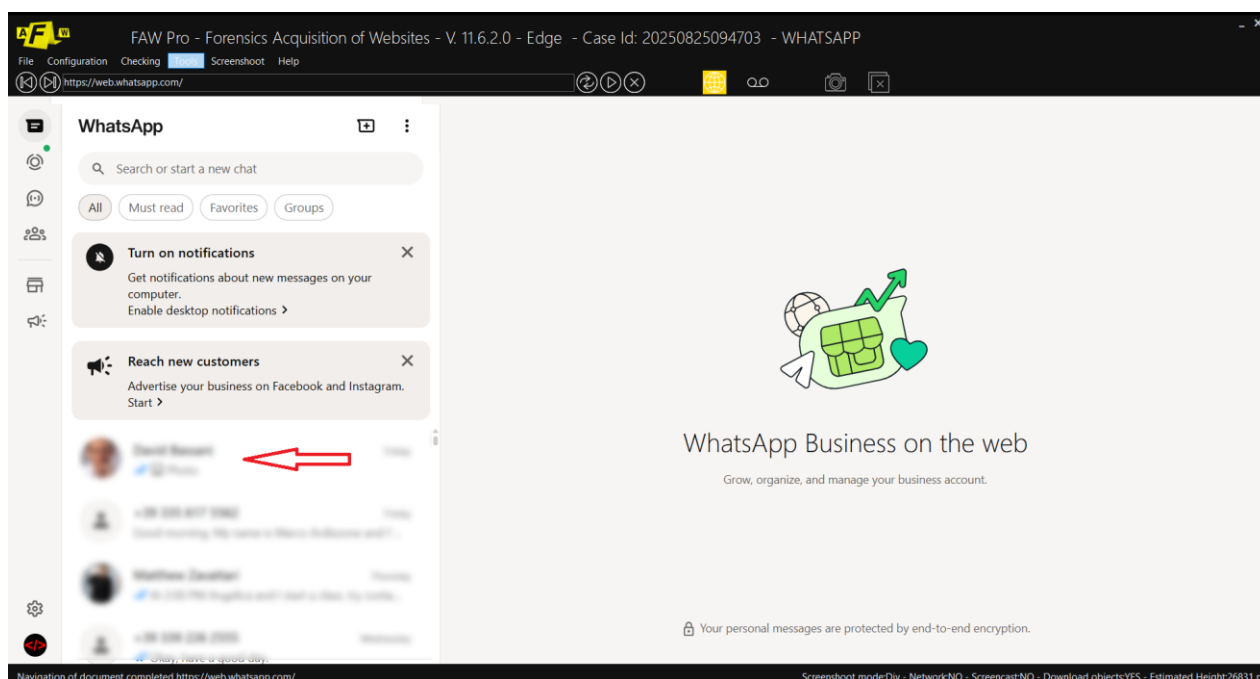 AFW
FAW Pro - Forensics Acquisition of Websites - V. 11.6.2.0 - Edge - Case Id: 20250825094703 - WHATSAPP
File Configuration Checking Tools Screenshoot Help
https://web.whatsapp.com/
WhatsApp
Search or start a new chat
All Must read Favorites Groups
Turn on notifications
Get notifications about new messages on your
computer.
Enable desktop notifications >
Reach new customers
Advertise your business on Facebook and Instagram.
Start >
Okay, have a good day.
WhatsApp Business on the web
Grow, organize, and manage your business account.
Your personal messages are protected by end-to-end encryption.
Navigation of document completed https://web.whatsapp.com/
Screenshoot mode:Div - Network:NO - Screencast:NO - Download objects:YES - Estimated Height:26831